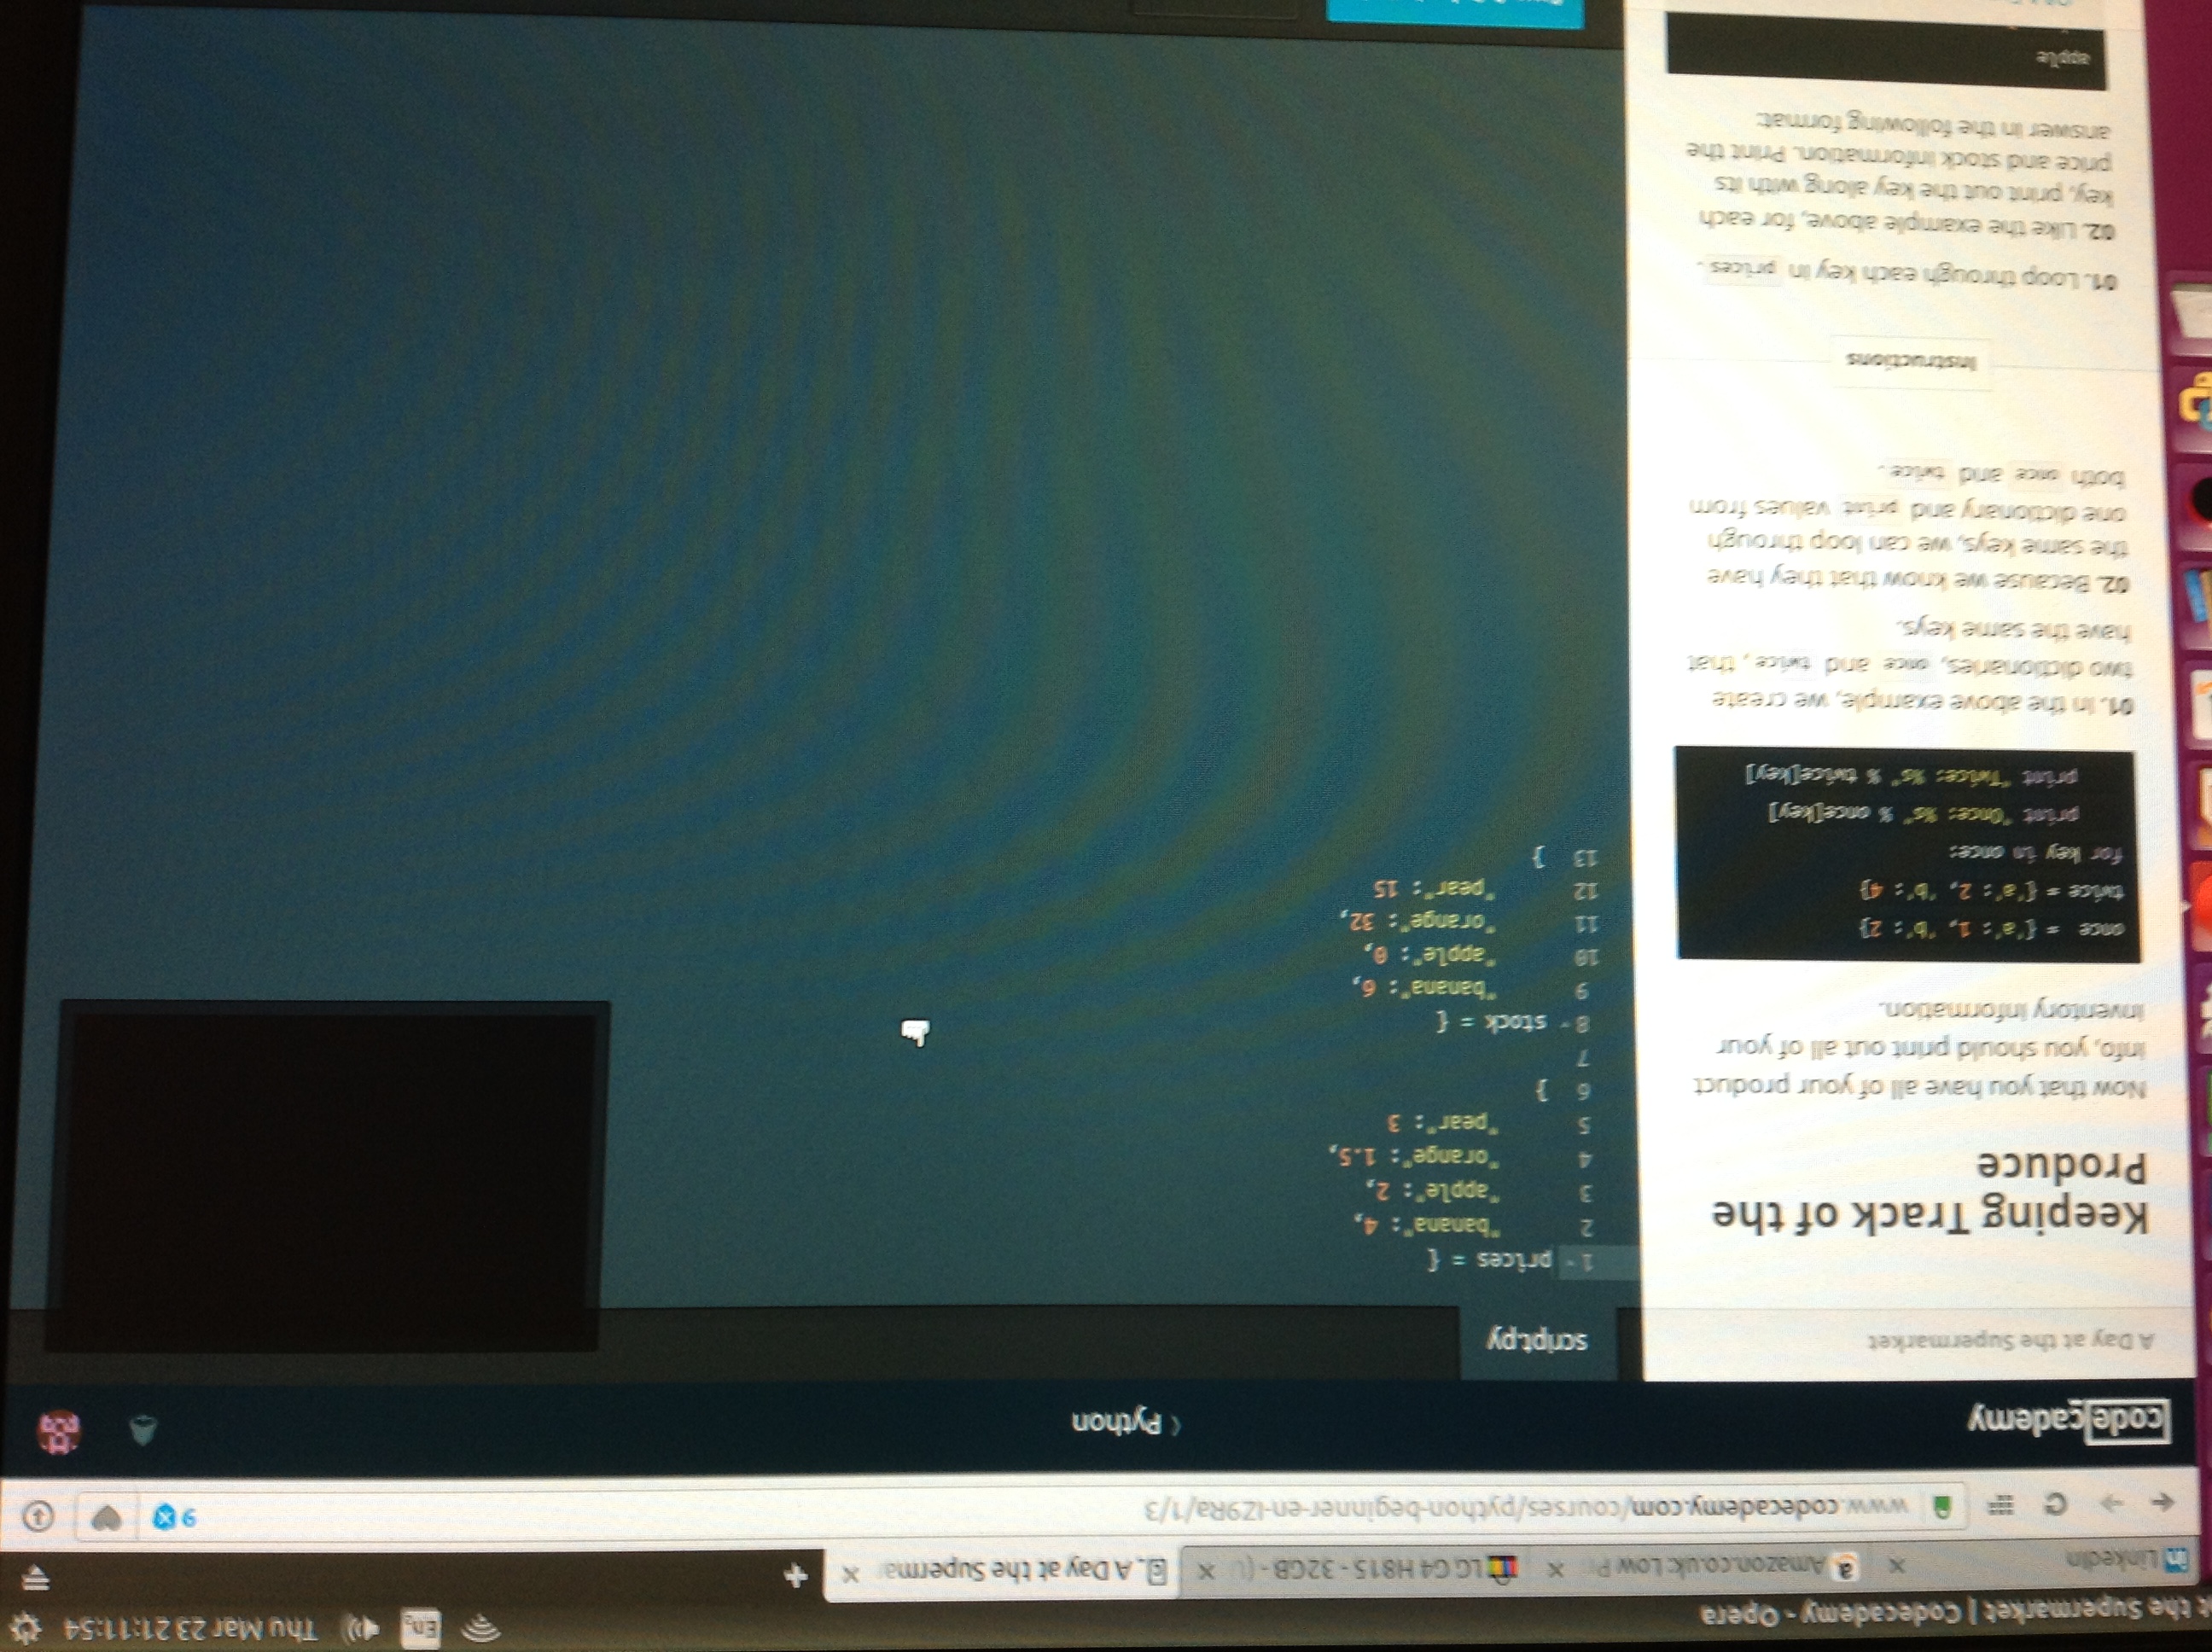 t the Supermarket | Codecademy - Opera
En
Thu Mar 23 21:11:54
LinkedIn
Amazon.co.uk: Low Pr
LG G4 H815 - 32GB - (U
A Day at the Supermar
www.codecademy.com/courses/python-beginner-en-IZ9Ra/1/3
9
codecademy
Python
A Day at the Supermarket
script.py
Keeping Track of the
Produce
Now that you have all of your product
info, you should print out all of your
inventory information.
once = {'a': 1, 'b': 2}
twice = {'a': 2, 'b': 4}
for key in once:
print "Once: %s" % once[key]
print "Twice: %s" % twice[key]
01. In the above example, we create
two dictionaries, once and twice, that
have the same keys.
02. Because we know that they have
the same keys, we can loop through
one dictionary and print values from
both once and twice.
Instructions
01. Loop through each key in prices.
02. Like the example above, for each
key, print out the key along with its
price and stock information. Print the
answer in the following format:
apple
1 prices = {
2 "banana": 4,
3 "apple": 2,
4 "orange": 1.5,
5 "pear": 3
6 }
7
8 stock = {
9 "banana": 6,
10 "apple": 0,
11 "orange": 32,
12 "pear": 15
13 }